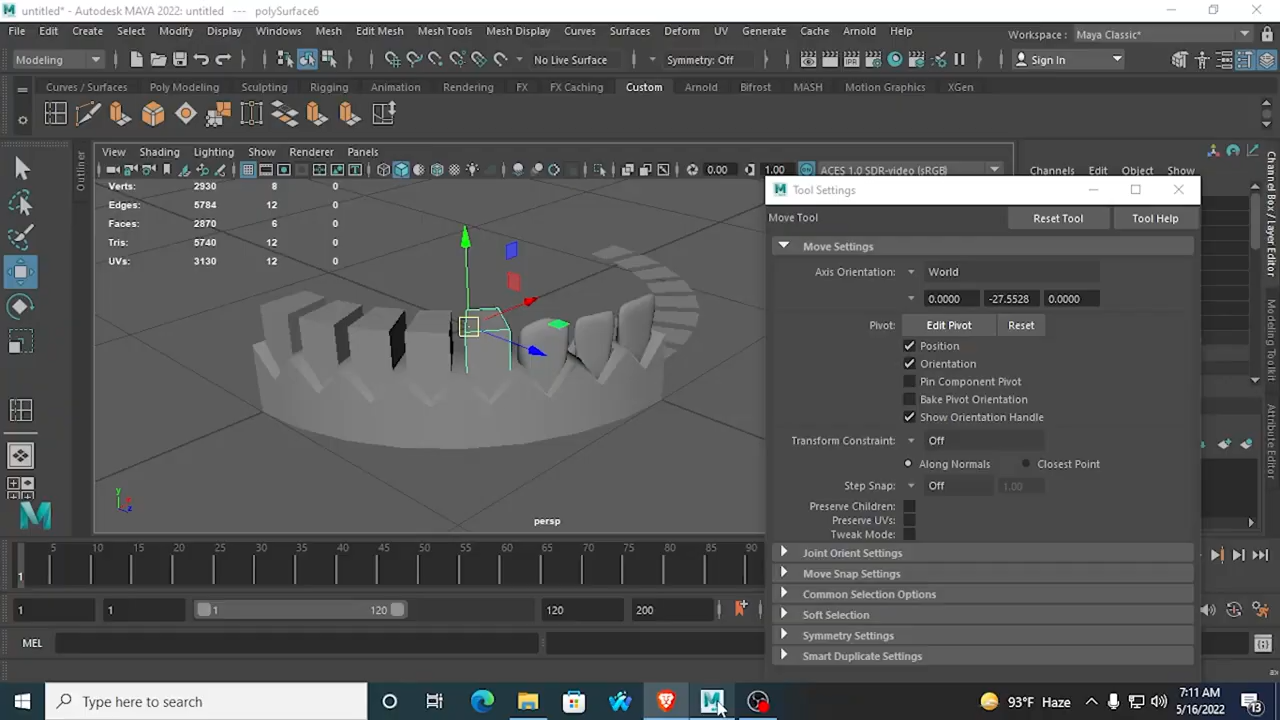 untitled* - Autodesk MAYA 2022: untitled --- polySurface6
File Edit Create Select Modify Display Windows Mesh Edit Mesh Mesh Tools Mesh Display Curves Surfaces Deform UV Generate Cache Arnold Help
Workspace : Maya Classic*
Modeling No Live Surface Symmetry: Off Sign In
Curves / Surfaces Poly Modeling Sculpting Rigging Animation Rendering FX FX Caching Custom Arnold Bifrost MASH Motion Graphics XGen
Outliner
View Shading Lighting Show Renderer Panels
0.00 1.00 ACES 1.0 SDR-video (sRGB)
Channels Edit Object Show
Verts: 2930 8 0
Edges: 5784 12 0
Faces: 2870 6 0
Tris: 5740 12 0
UVs: 3130 12 0
Tool Settings
Move Tool Reset Tool Tool Help
Move Settings
Axis Orientation: World
0.0000 -27.5528 0.0000
Pivot: Edit Pivot Reset
Position
Orientation
Pin Component Pivot
Bake Pivot Orientation
Show Orientation Handle
Transform Constraint: Off
Along Normals Closest Point
Step Snap: Off 1.00
Preserve Children:
Preserve UVs:
Tweak Mode:
Joint Orient Settings
Move Snap Settings
Common Selection Options
Soft Selection
Symmetry Settings
Smart Duplicate Settings
Channel Box / Layer Editor
Attribute Editor
y
x
z
persp
5 10 15 20 25 30 35 40 45 50 55 60 65 70 75 80 85 90
1
1 1 1 120 120 200
MEL
Type here to search
93°F Haze
7:11 AM
5/16/2022
13